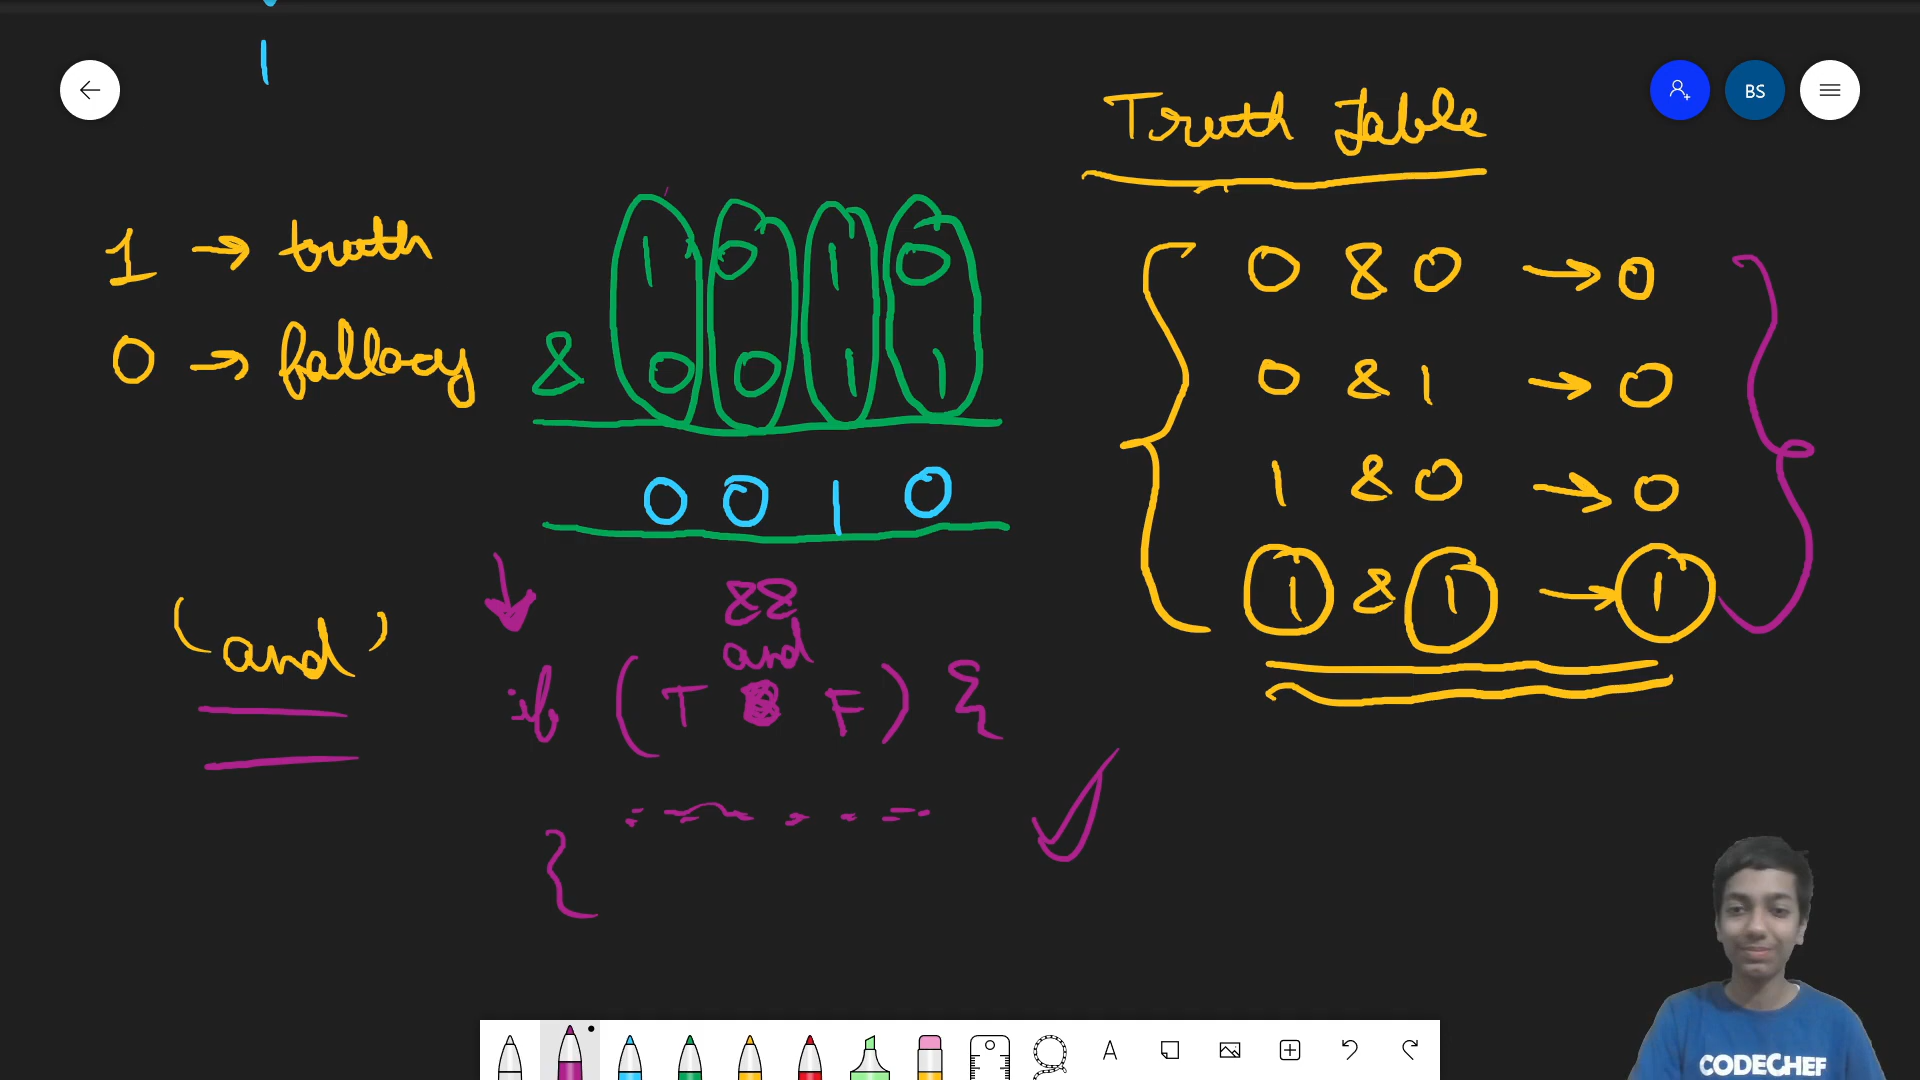 1
BS
Truth Table
1 → truth
0 → fallacy
1 0 1 0
& 0 0 1 1
0 0 1 0
0 & 0 → 0
0 & 1 → 0
1 & 0 → 0
1 & 1 → 1
'and'
&&
and
if ( T F ) {
}
CODECHEF